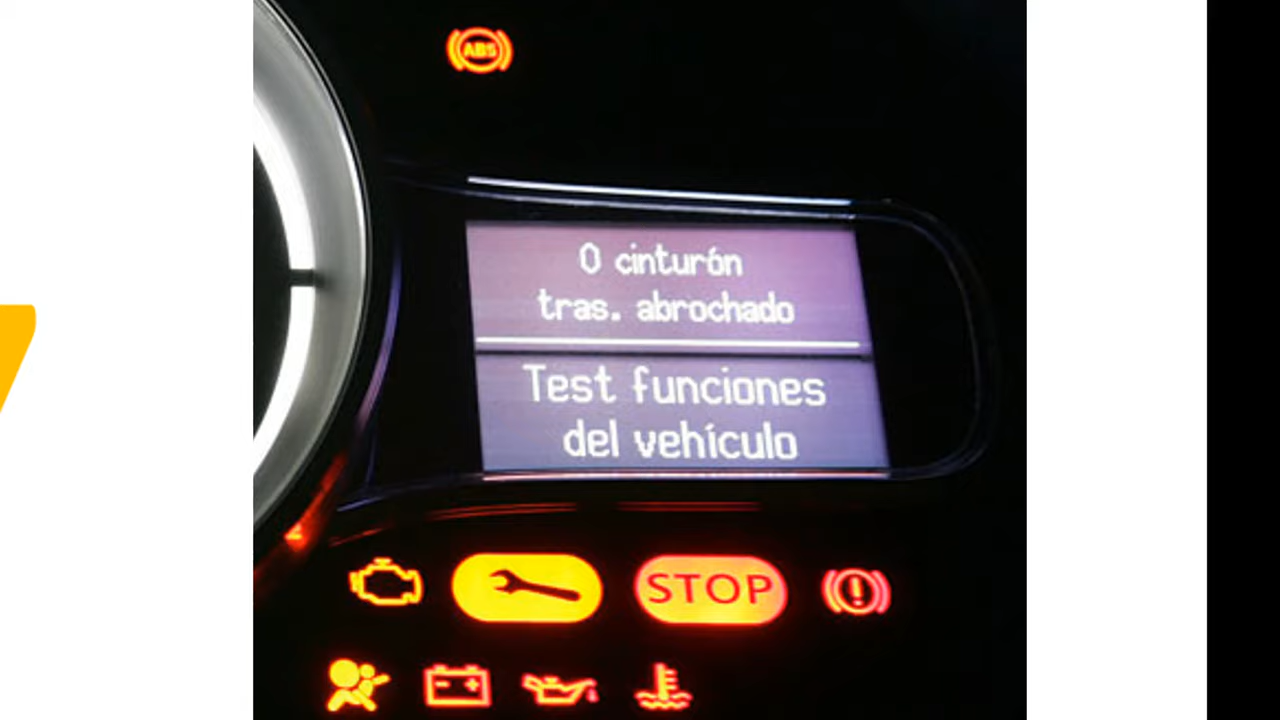 ABS
0 cinturón
tras. abrochado
Test funciones
del vehículo
STOP